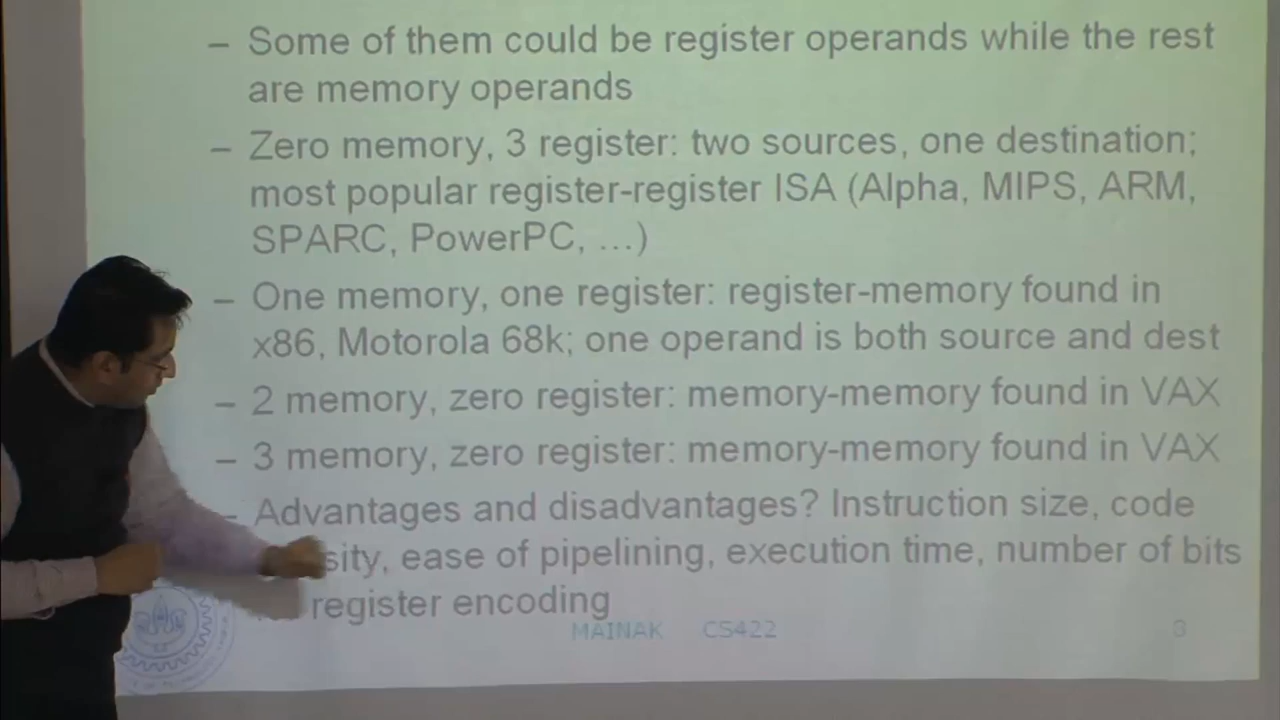 – Some of them could be register operands while the rest
are memory operands
– Zero memory, 3 register: two sources, one destination;
most popular register-register ISA (Alpha, MIPS, ARM,
SPARC, PowerPC, ...)
– One memory, one register: register-memory found in
x86, Motorola 68k; one operand is both source and dest
– 2 memory, zero register: memory-memory found in VAX
– 3 memory, zero register: memory-memory found in VAX
– Advantages and disadvantages? Instruction size, code
sity, ease of pipelining, execution time, number of bits
register encoding
MAINAK CS422 3